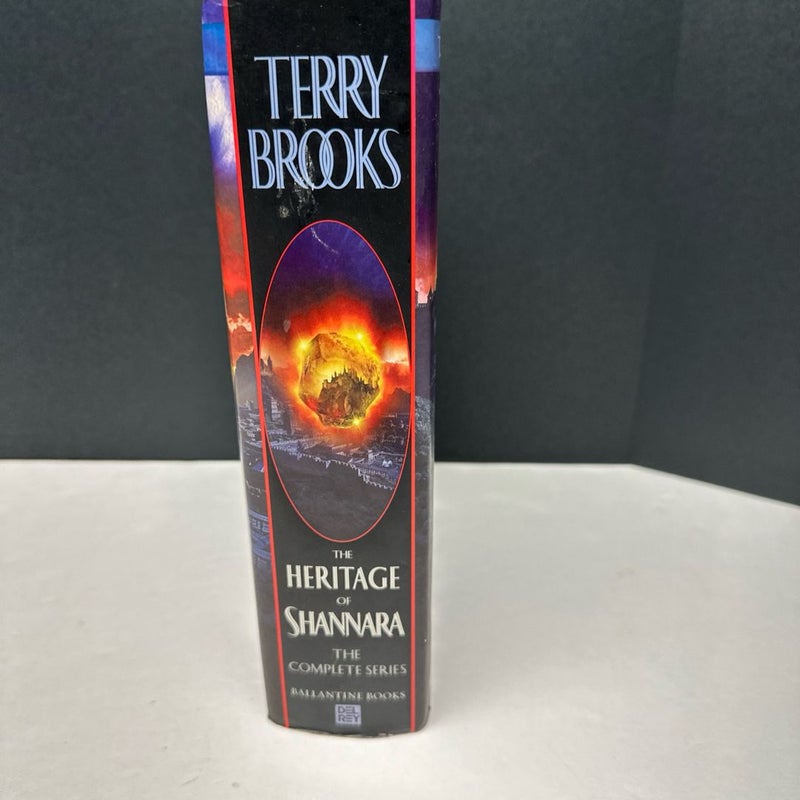 TERRY
BROOKS
THE
HERITAGE
OF
SHANNARA
THE
COMPLETE SERIES
BALLANTINE BOOKS
DEL
REY